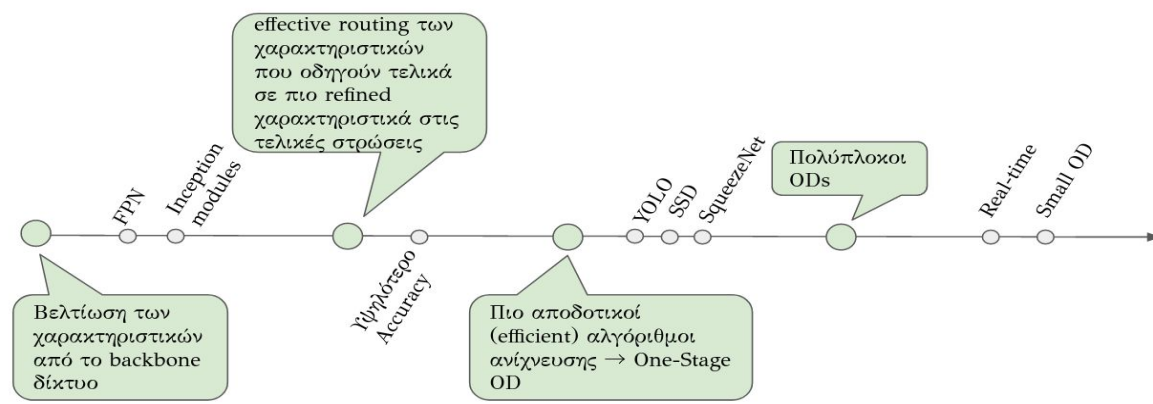 effective routing των
χαρακτηριστικών
που οδηγούν τελικά
σε πιο refined
χαρακτηριστικά στις
τελικές στρώσεις
FPN
Inception
modules
YOLO
SSD
SqueezeNet
Πολύπλοκοι
ODs
Real-time
Small OD
Υψηλότερο
Accuracy
Βελτίωση των
χαρακτηριστικών
από το backbone
δίκτυο
Πιο αποδοτικοί
(efficient) αλγόριθμοι
ανίχνευσης → One-Stage
OD